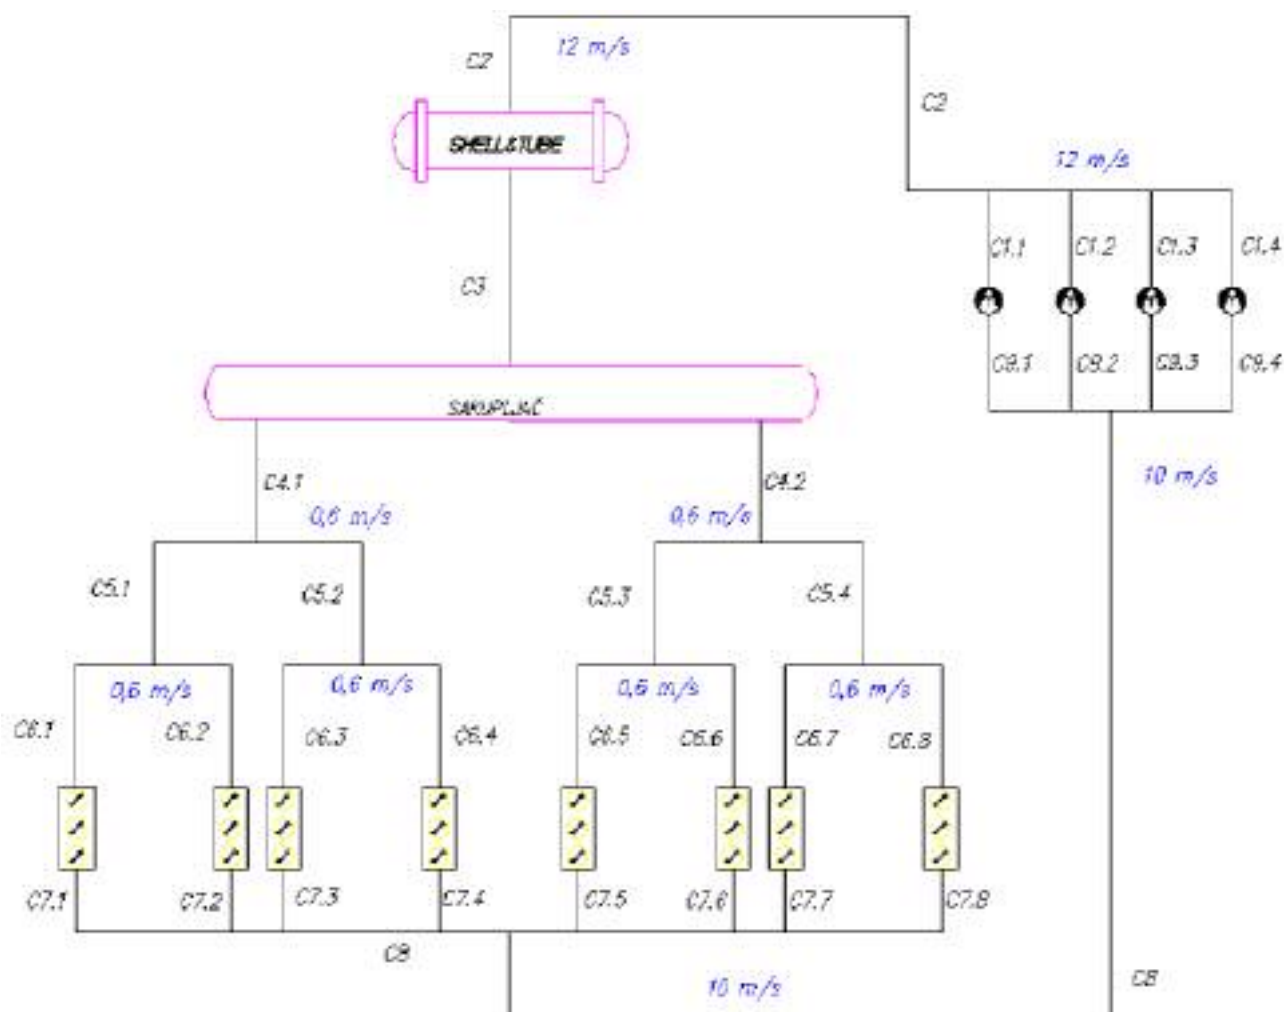 12 m/s
C2
C2
SHELL&TUBE
12 m/s
C1.1
C1.2
C1.3
C1.4
C3
C9.1
C9.2
C9.3
C9.4
SAKUPLJAČ
C4.1
C4.2
10 m/s
0,6 m/s
0,6 m/s
C5.1
C5.2
C5.3
C5.4
0,6 m/s
0,6 m/s
0,6 m/s
0,6 m/s
C6.1
C6.2
C6.3
C6.4
C6.5
C6.6
C6.7
C6.8
C7.1
C7.2
C7.3
C7.4
C7.5
C7.6
C7.7
C7.8
C8
10 m/s
C8